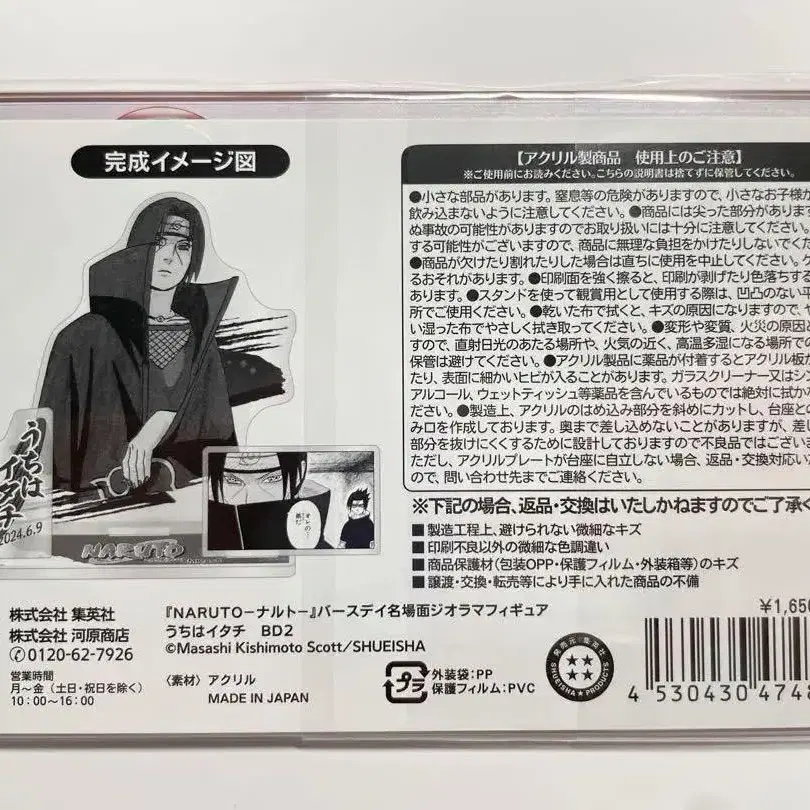 完成イメージ図
うちは
イタチ
2024.6.9
NARUTO
オレの…
弟だ
【アクリル製商品　使用上のご注意】
※ご使用前にお読みください。こちらの説明書は捨てずに保管してください。
●小さな部品があります。窒息等の危険がありますので、小さなお子様が
飲み込まないように注意してください。●商品には尖った部分があります
ぬ事故の可能性がありますのでお取り扱いには十分に注意してください。
する可能性がございますので、商品に無理な負担をかけたりしないでくだ
●商品が欠けたり割れたりした場合は直ちに使用を中止してください。ケ
るおそれがあります。●印刷面を強く擦ると、印刷が剥げたり色落ちする
あります。●スタンドを使って観賞用として使用する際は、凹凸のない平
所でご使用ください。●乾いた布で拭くと、キズの原因になりますので、や
い湿った布でやさしく拭き取ってください。●変形や変質、火災の原因と
すので、直射日光のあたる場所や、火気の近く、高温多湿になる場所での
保管は避けてください。●アクリル製品に薬品が付着するとアクリル板が
たり、表面に細かいヒビが入ることがあります。ガラスクリーナー又はシン
アルコール、ウェットティッシュ等薬品を含んでいるもので絶対に拭かな
ださい。●製造上、アクリルのはめ込み部分を斜めにカットし、台座との
み口を作成しております。奥まで差し込めないことがありますが、差し
部分を抜けにくくするために設計しておりますので不良品ではございま
ただし、アクリルプレートが台座に自立しない場合、返品・交換対応い
ので、問い合わせ先までご連絡ください。
※下記の場合、返品・交換はいたしかねますのでご了承く
■製造工程上、避けられない微細なキズ
■印刷不良以外の微細な色調違い
■商品保護材(包装OPP・保護フィルム・外装箱等)のキズ
■譲渡・交換・転売等により手に入れた商品の不備
株式会社 集英社
株式会社 河原商店
0120-62-7926
営業時間
月～金（土日・祝日を除く）
10：00～16：00
『NARUTO－ナルト－』バースデイ名場面ジオラマフィギュア
うちはイタチ　BD2
©Masashi Kishimoto Scott/SHUEISHA
〈素材〉アクリル
MADE IN JAPAN
プラ
外装袋：PP
保護フィルム：PVC
発売元・集英社
SHUEISHA PRODUCTS
¥1,650
4 530430 474